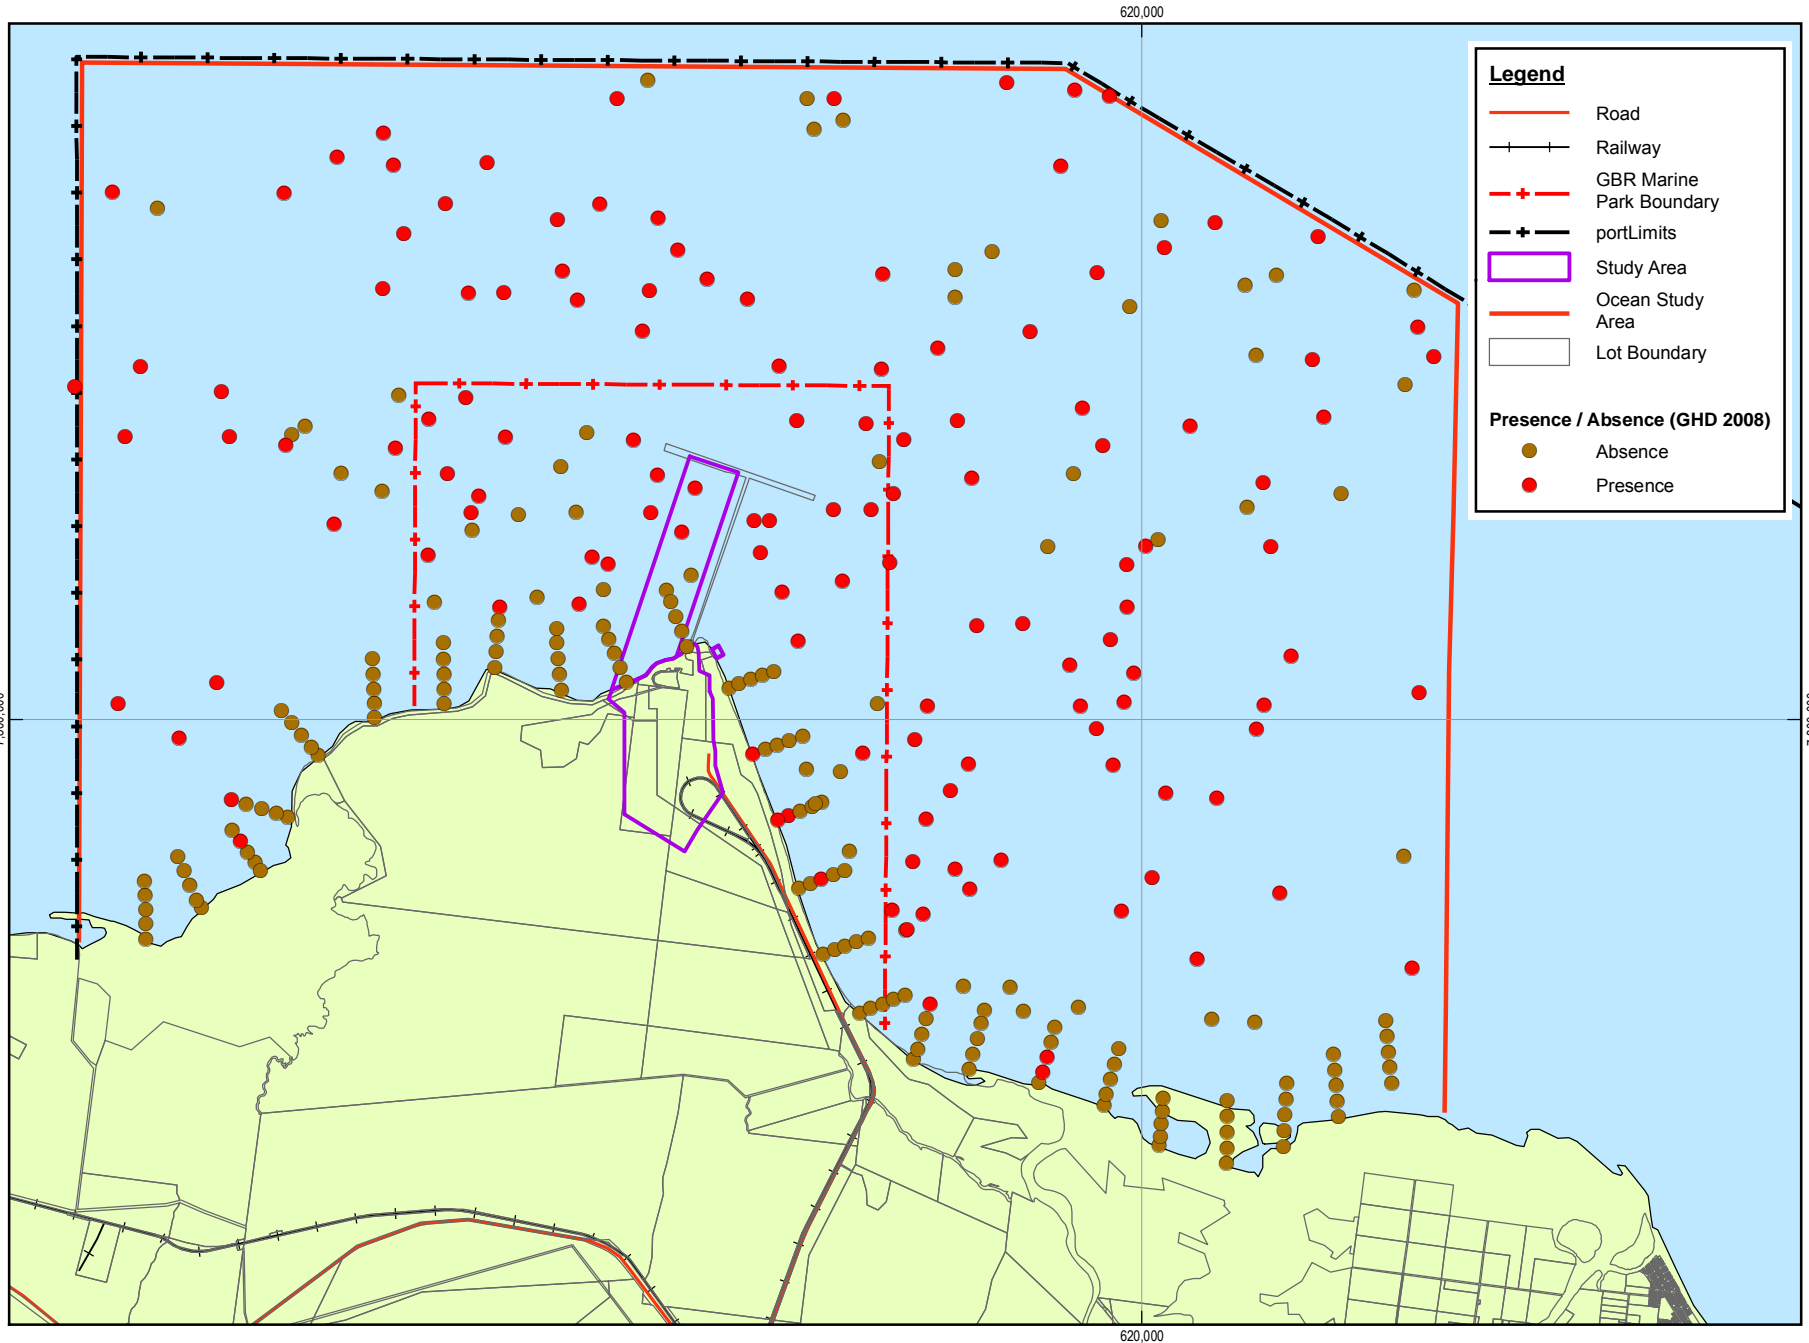 620,000
Legend
Road
Railway
GBR Marine
Park Boundary
portLimits
Study Area
Ocean Study
Area
Lot Boundary
Presence / Absence (GHD 2008)
Absence
Presence
620,000